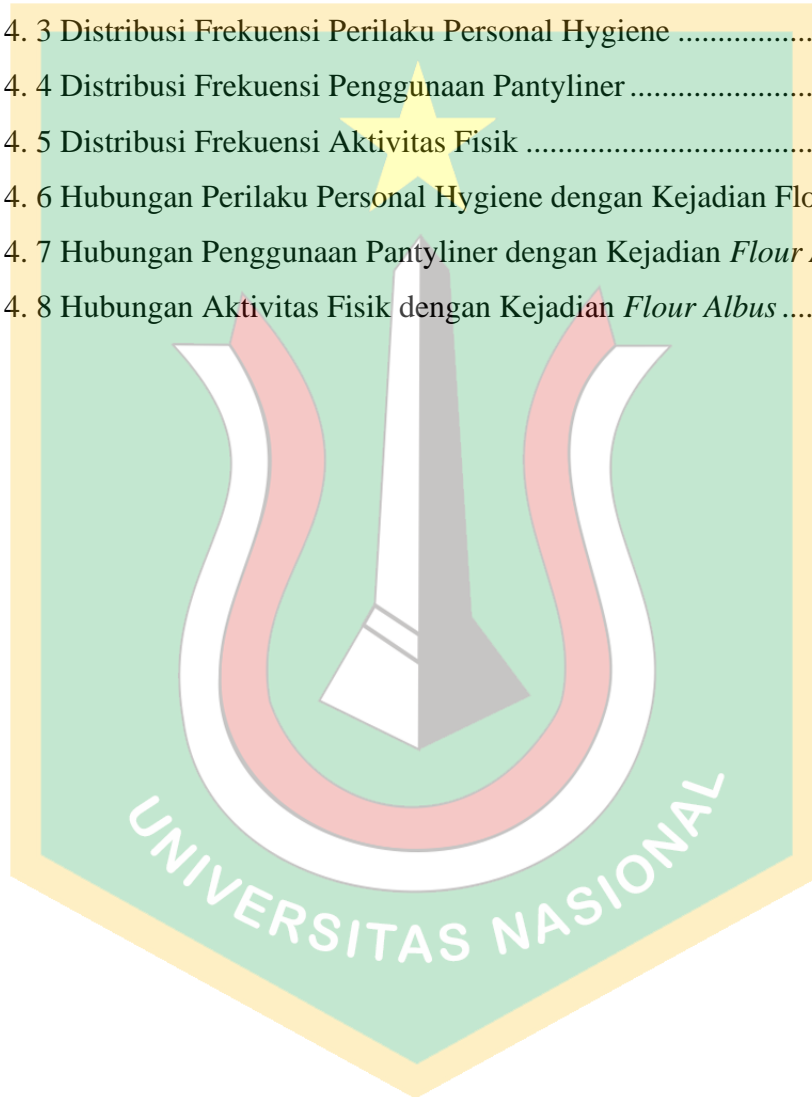 4. 3 Distribusi Frekuensi Perilaku Personal Hygiene ..................
4. 4 Distribusi Frekuensi Penggunaan Pantyliner ........................
4. 5 Distribusi Frekuensi Aktivitas Fisik .....................................
4. 6 Hubungan Perilaku Personal Hygiene dengan Kejadian
4. 7 Hubungan Penggunaan Pantyliner dengan Kejadian Flour
4. 8 Hubungan Aktivitas Fisik dengan Kejadian Flour Albus ....
UNIVERSITAS NASIONAL